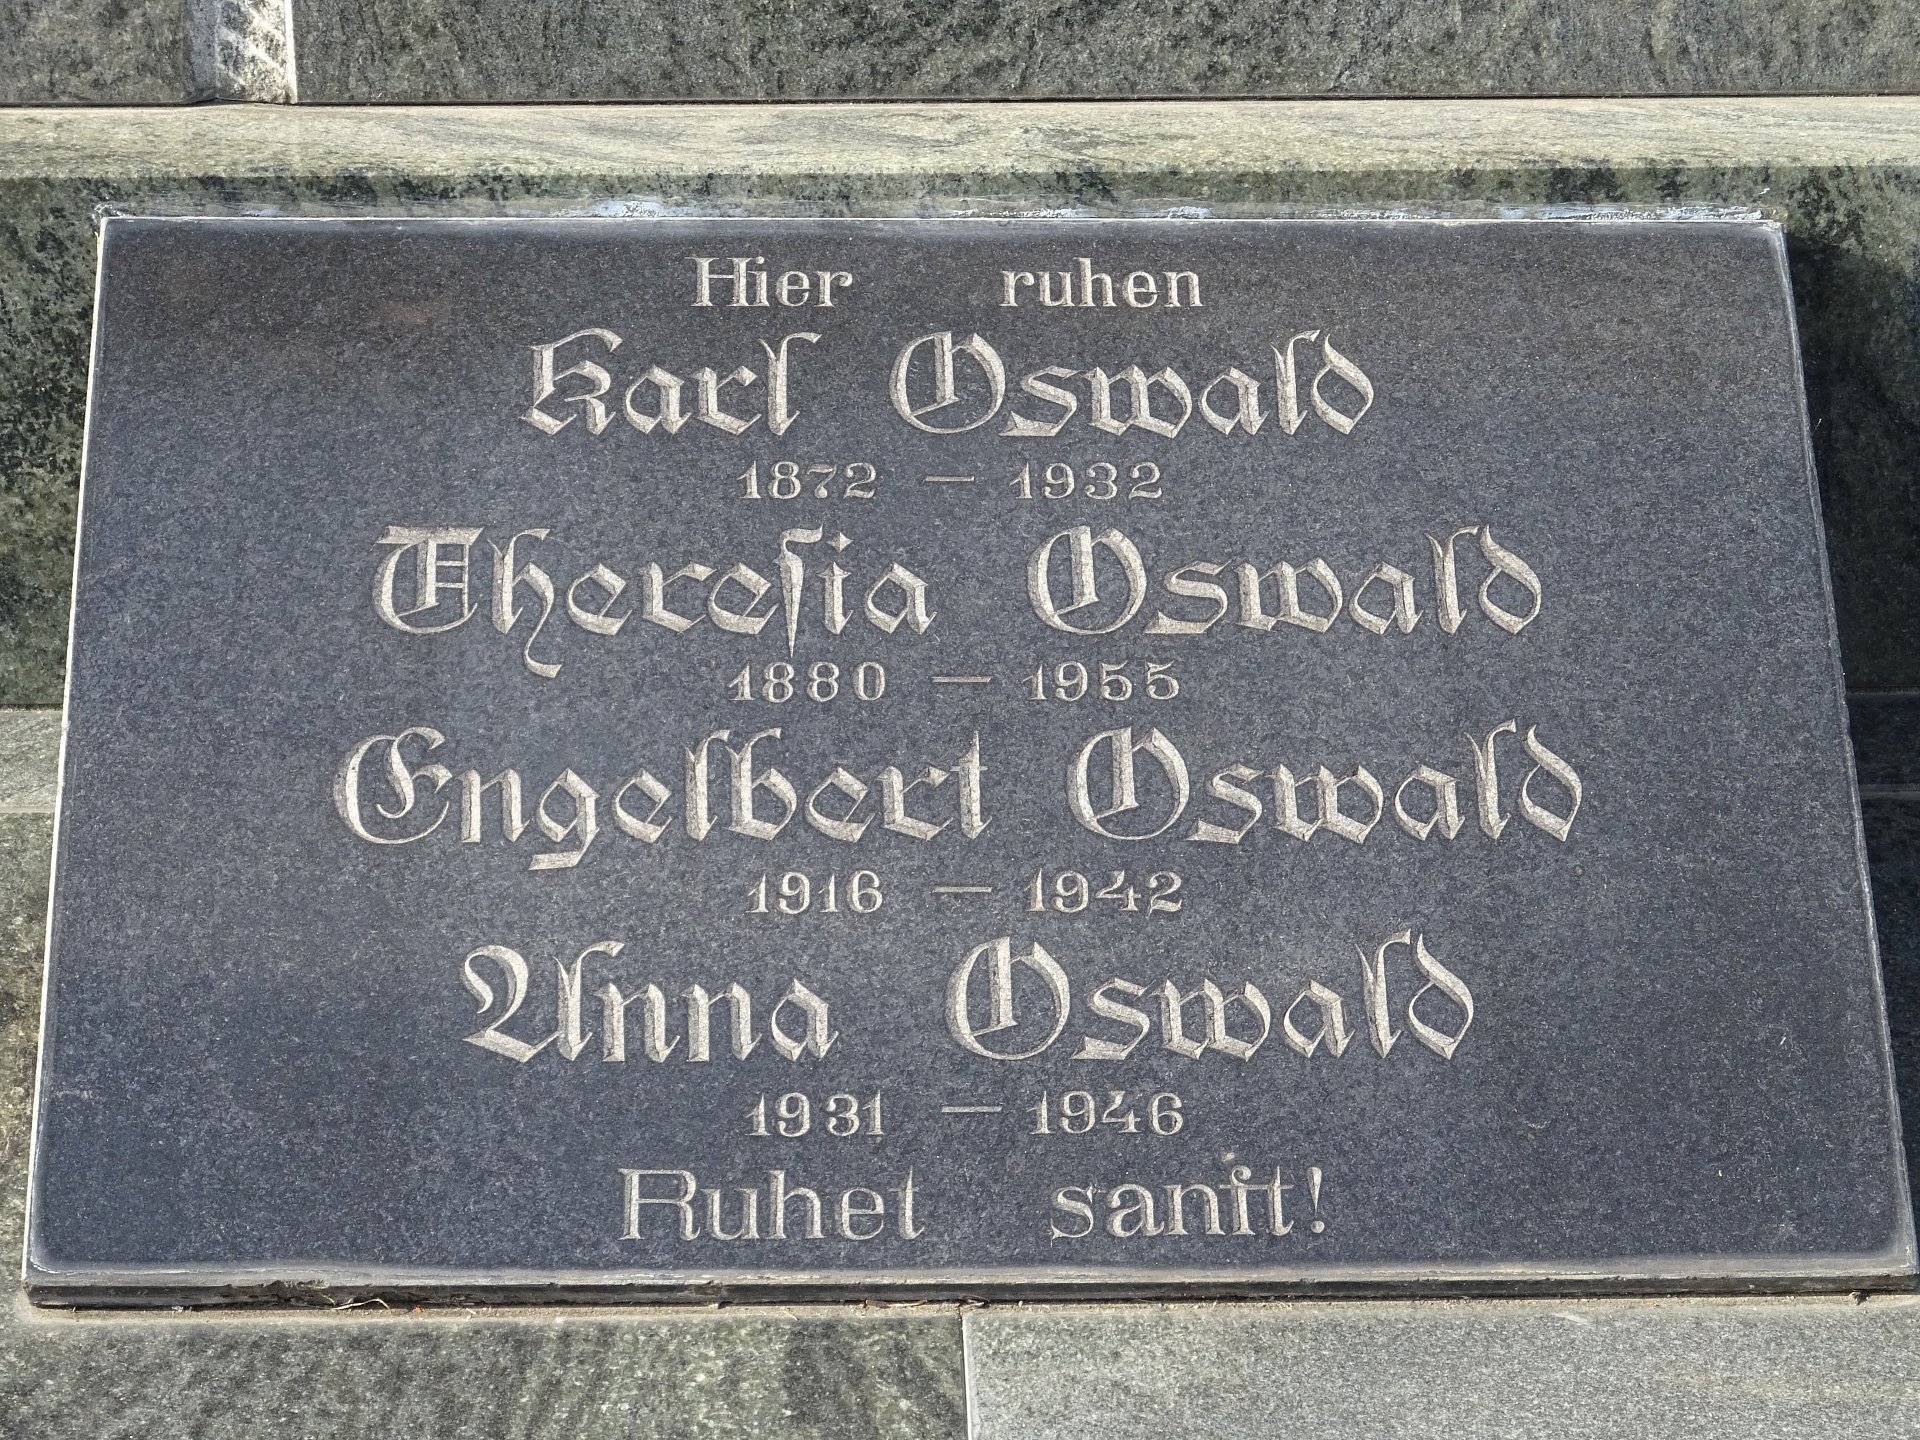 Hier ruhen
Karl Oswald
1872 — 1932
Thereſia Oswald
1880 — 1955
Engelbert Oswald
1916 — 1942
Anna Oswald
1931 — 1946
Ruhet sanft!